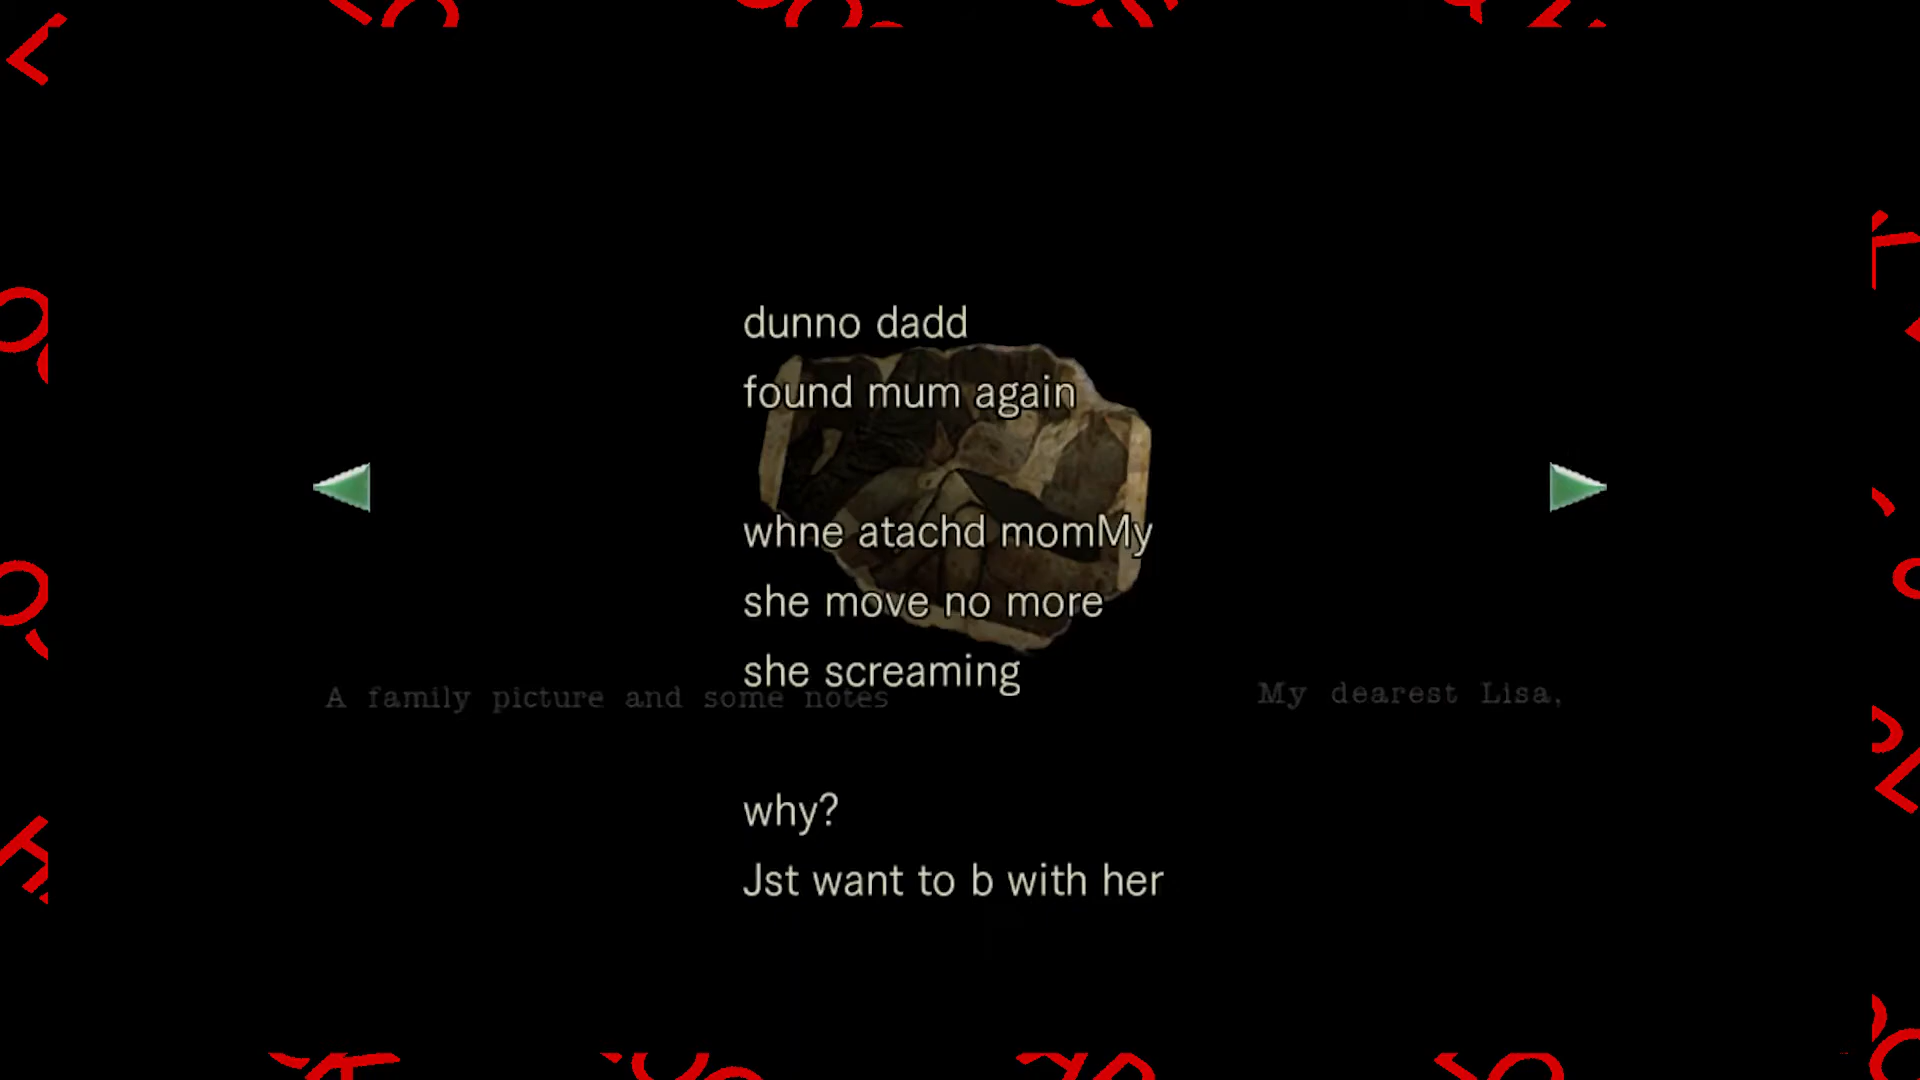 dunno dadd
found mum again
whne atachd momMy
she move no more
she screaming
A family picture and some notes
My dearest Lisa,
why?
Jst want to b with her